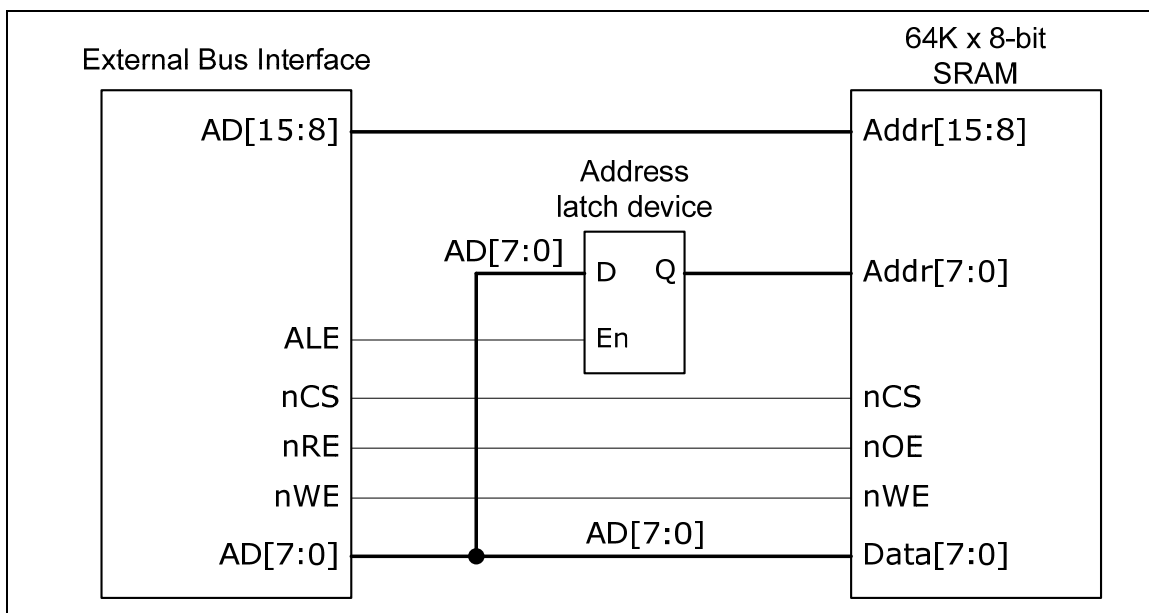 External Bus Interface
64K x 8-bit
SRAM
AD[15:8]
Addr[15:8]
Address
latch device
AD[7:0]
D
Q
Addr[7:0]
ALE
En
nCS
nCS
nRE
nOE
nWE
nWE
AD[7:0]
AD[7:0]
Data[7:0]